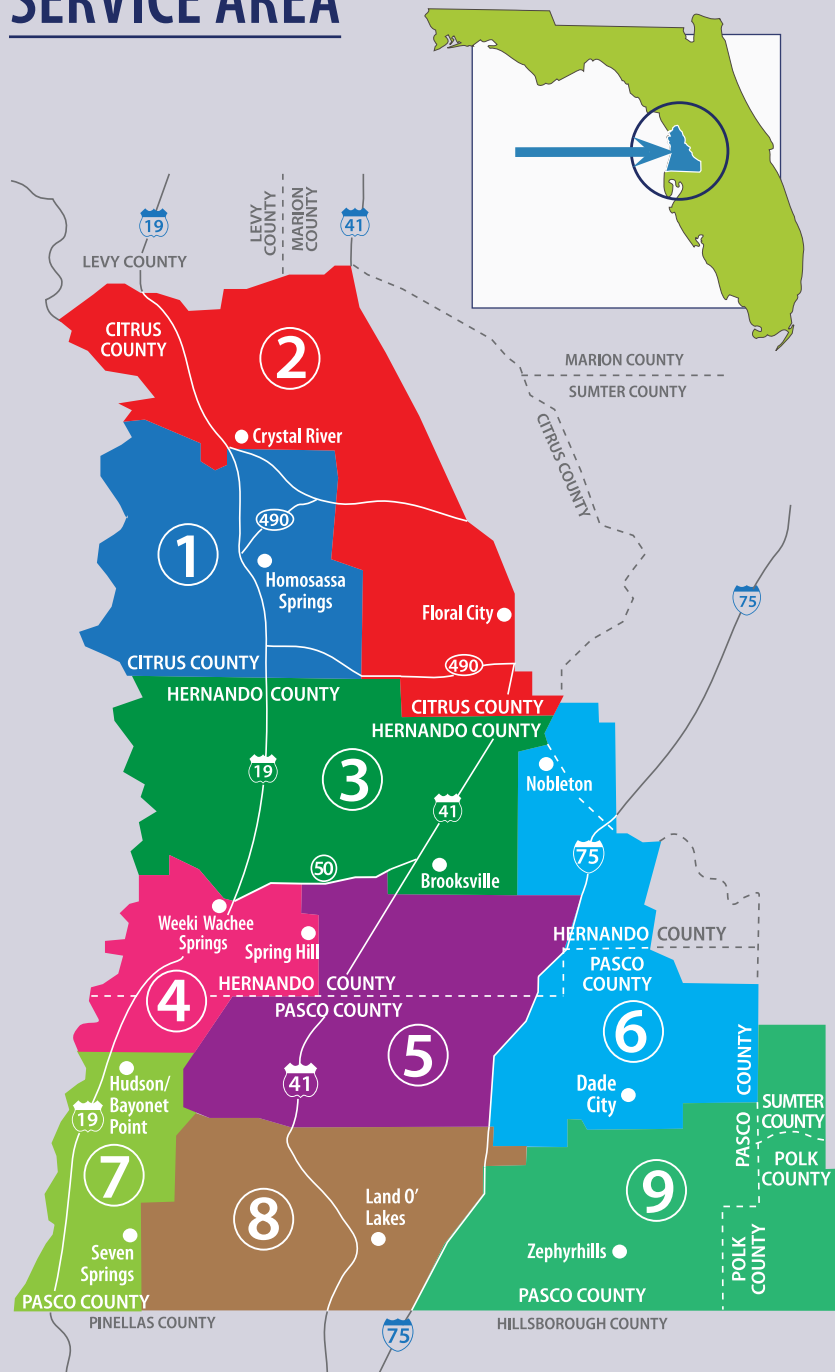 SERVICE AREA
19
LEVY
COUNTY
MARION
COUNTY
41
LEVY COUNTY
CITRUS
COUNTY
2
MARION COUNTY
SUMTER COUNTY
CITRUS COUNTY
Crystal River
490
1
Homosassa
Springs
75
Floral City
CITRUS COUNTY
490
HERNANDO COUNTY
CITRUS COUNTY
HERNANDO COUNTY
19
3
Nobleton
41
75
50
Brooksville
Weeki Wachee
Springs
Spring Hill
HERNANDO COUNTY
PASCO
COUNTY
HERNANDO COUNTY
4
PASCO COUNTY
5
6
41
Dade
City
Hudson/
Bayonet
Point
19
PASCO COUNTY
SUMTER
COUNTY
POLK
COUNTY
7
8
Land O’
Lakes
9
Seven
Springs
Zephyrhills
POLK
COUNTY
PASCO COUNTY
PASCO COUNTY
PINELLAS COUNTY
HILLSBOROUGH COUNTY
75